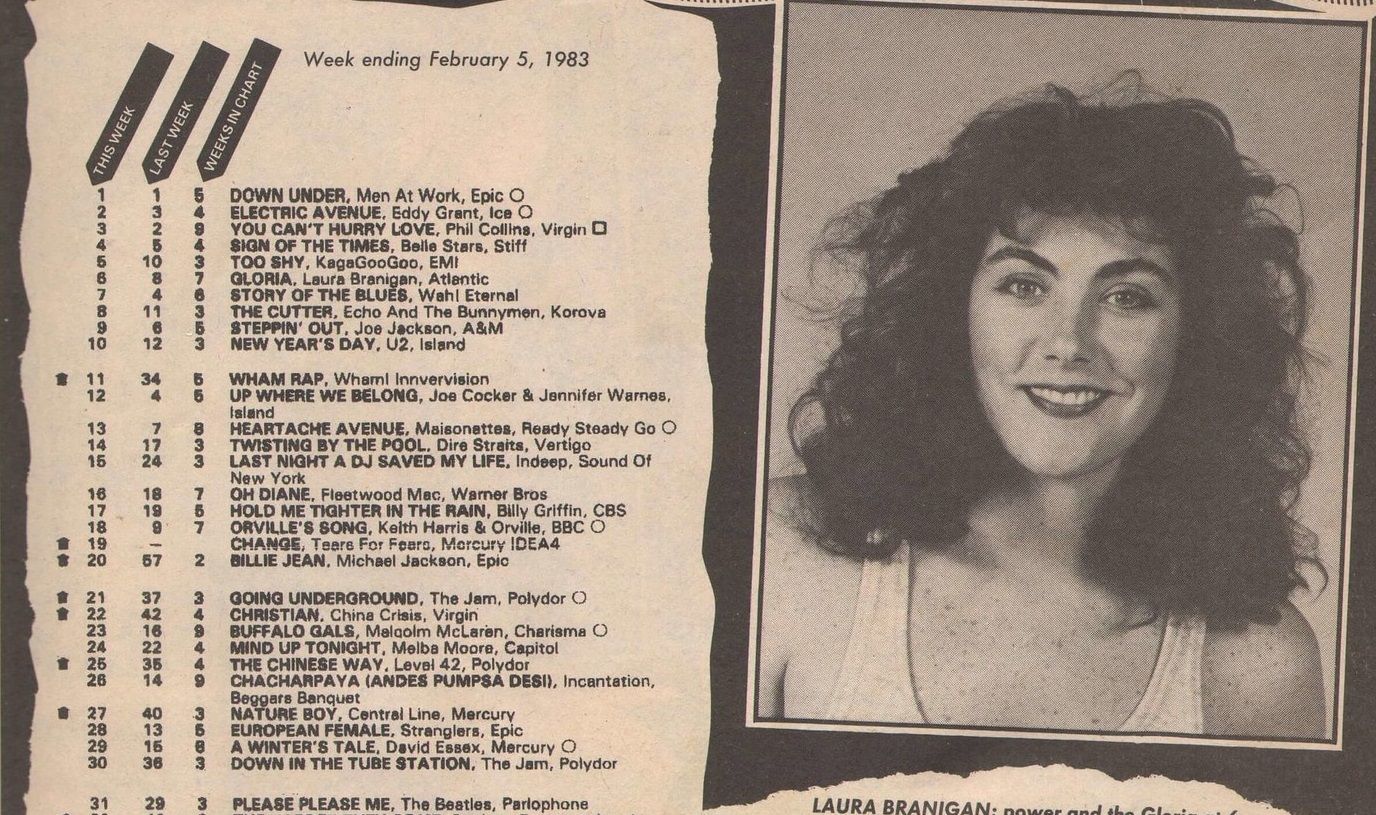 Week ending February 5, 1983
THIS WEEK
LAST WEEK
WEEKS IN CHART
1 1 5 DOWN UNDER, Men At Work, Epic ○
2 3 4 ELECTRIC AVENUE, Eddy Grant, Ice ○
3 2 9 YOU CAN'T HURRY LOVE, Phil Collins, Virgin □
4 5 4 SIGN OF THE TIMES, Belle Stars, Stiff
5 10 3 TOO SHY, KagaGooGoo, EMI
6 8 7 GLORIA, Laura Branigan, Atlantic
7 4 6 STORY OF THE BLUES, Wah! Eternal
8 11 3 THE CUTTER, Echo And The Bunnymen, Korova
9 6 5 STEPPIN' OUT, Joe Jackson, A&M
10 12 3 NEW YEAR'S DAY, U2, Island
11 34 5 WHAM RAP, Wham! Innvervision
12 4 5 UP WHERE WE BELONG, Joe Cocker & Jennifer Warnes,
Island
13 7 8 HEARTACHE AVENUE, Maisonettes, Ready Steady Go ○
14 17 3 TWISTING BY THE POOL, Dire Straits, Vertigo
15 24 3 LAST NIGHT A DJ SAVED MY LIFE, Indeep, Sound Of
New York
16 18 7 OH DIANE, Fleetwood Mac, Warner Bros
17 19 5 HOLD ME TIGHTER IN THE RAIN, Billy Griffin, CBS
18 9 7 ORVILLE'S SONG, Keith Harris & Orville, BBC ○
19 – CHANGE, Tears For Fears, Mercury IDEA4
20 57 2 BILLIE JEAN, Michael Jackson, Epic
21 37 3 GOING UNDERGROUND, The Jam, Polydor ○
22 42 4 CHRISTIAN, China Crisis, Virgin
23 16 9 BUFFALO GALS, Malcolm McLaren, Charisma ○
24 22 4 MIND UP TONIGHT, Melba Moore, Capitol
25 35 4 THE CHINESE WAY, Level 42, Polydor
26 14 9 CHACHARPAYA (ANDES PUMPSA DESI), Incantation,
Beggars Banquet
27 40 3 NATURE BOY, Central Line, Mercury
28 13 5 EUROPEAN FEMALE, Stranglers, Epic
29 15 8 A WINTER'S TALE, David Essex, Mercury ○
30 36 3 DOWN IN THE TUBE STATION, The Jam, Polydor
31 29 3 PLEASE PLEASE ME, The Beatles, Parlophone
LAURA BRANIGAN: power and the Gloria